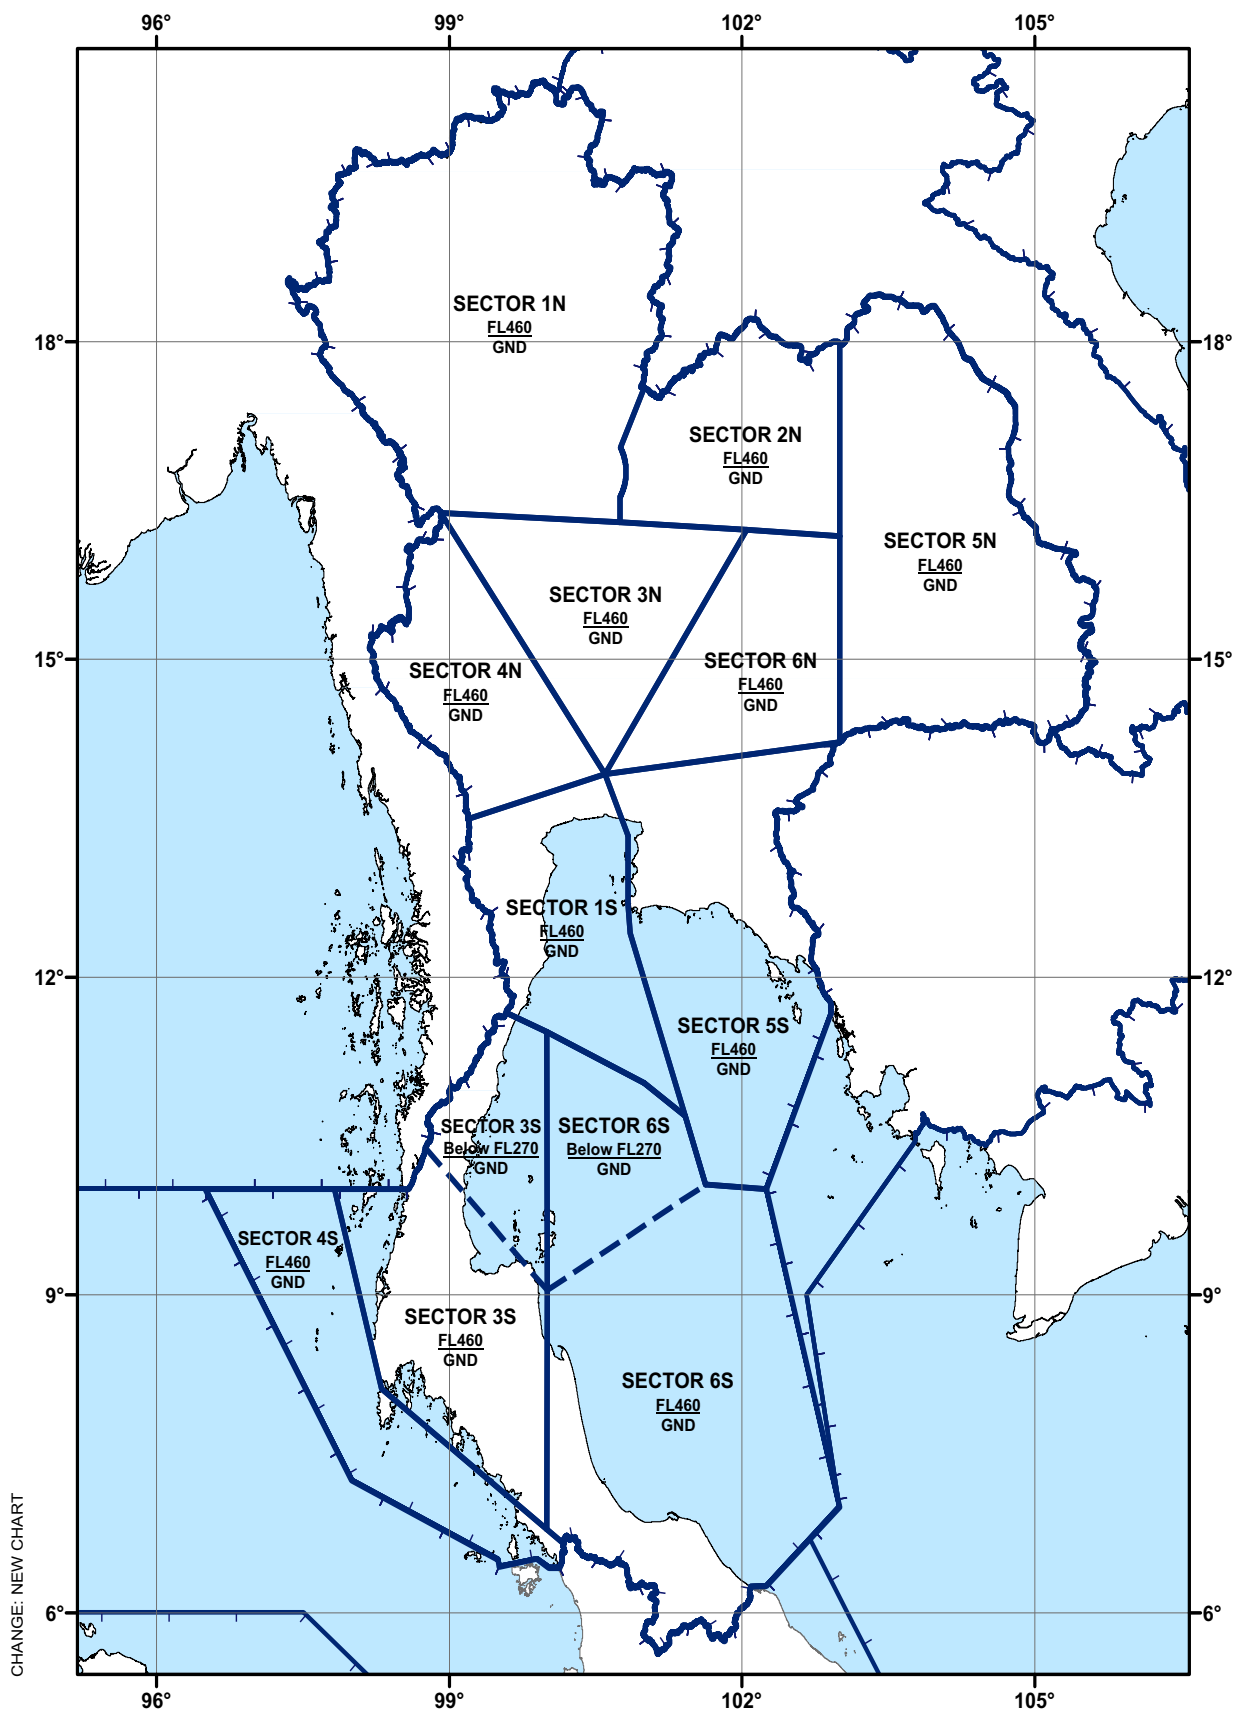 96°
99°
102°
105°
SECTOR 1N
FL460
GND
18°
18°
SECTOR 2N
FL460
GND
SECTOR 5N
FL460
GND
SECTOR 3N
FL460
GND
15°
15°
SECTOR 4N
FL460
GND
SECTOR 6N
FL460
GND
SECTOR 1S
FL460
GND
12°
12°
SECTOR 5S
FL460
GND
SECTOR 3S
Below FL270
GND
SECTOR 6S
Below FL270
GND
SECTOR 4S
FL460
GND
9°
9°
SECTOR 3S
FL460
GND
SECTOR 6S
FL460
GND
CHANGE: NEW CHART
6°
6°
96°
99°
102°
105°